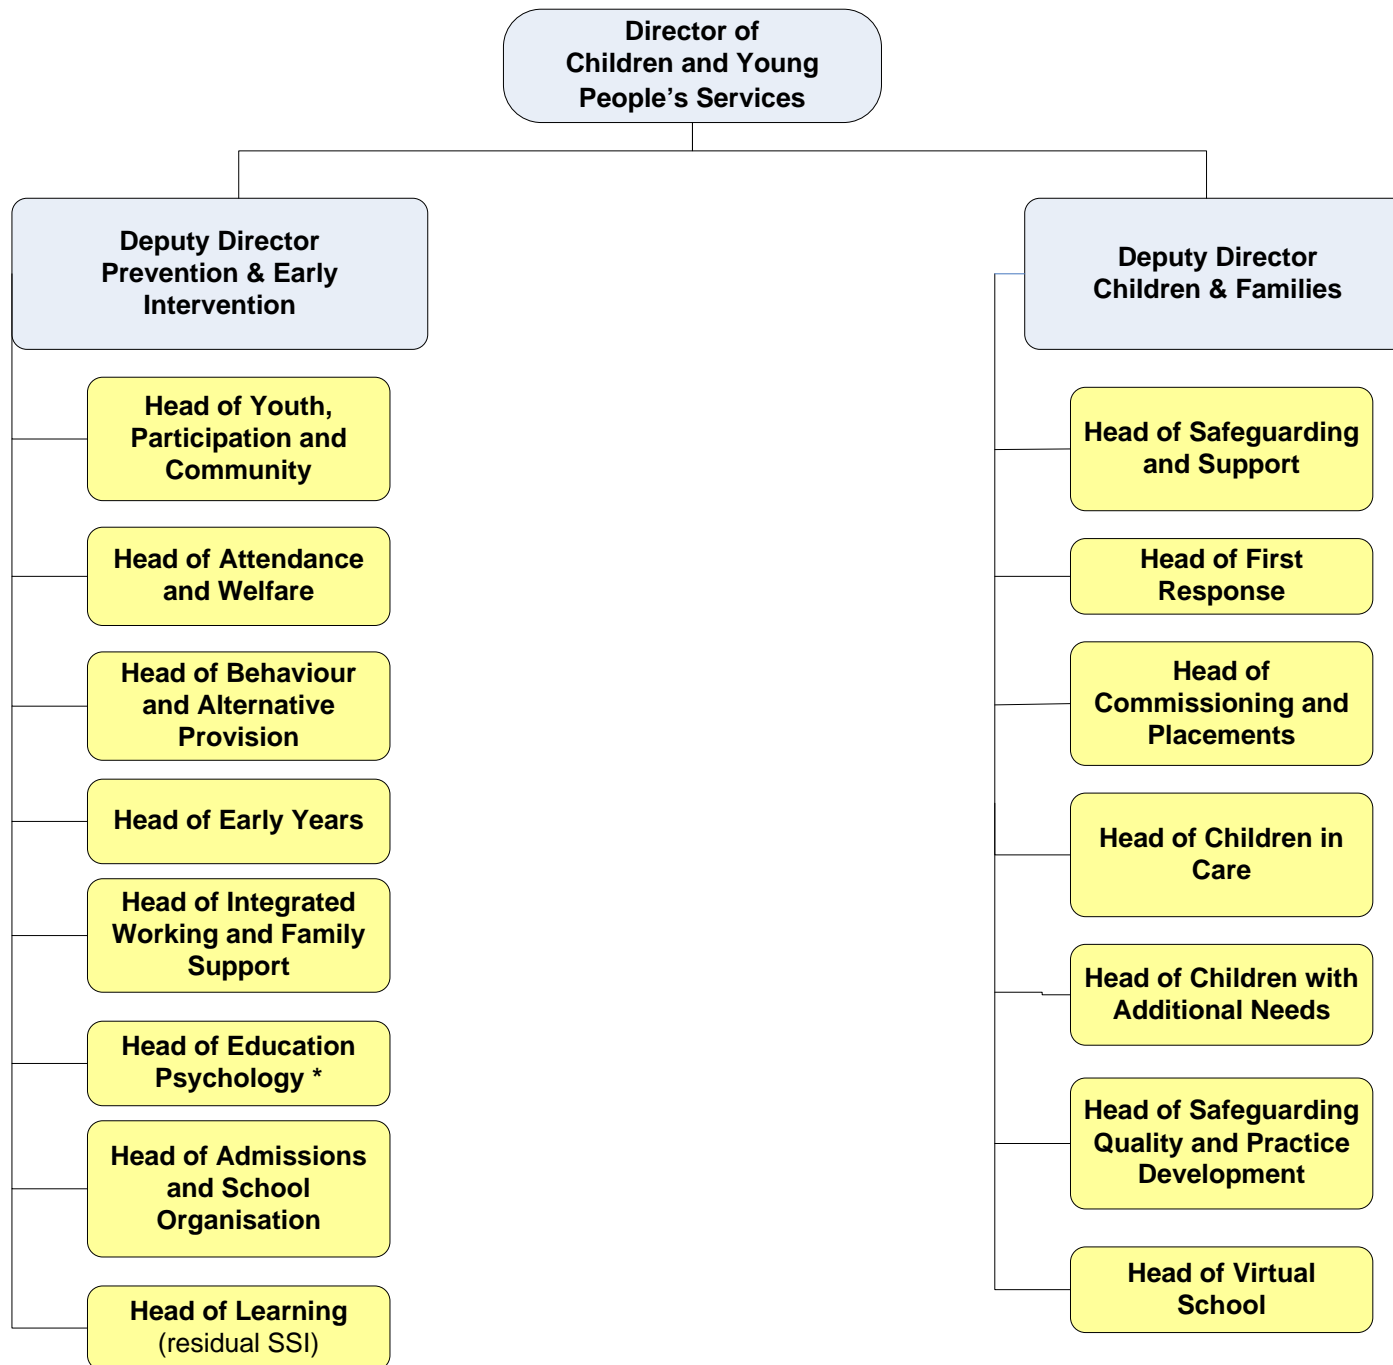 Director of
Children and Young
People’s Services
Deputy Director
Prevention & Early
Intervention
Head of Youth,
Participation and
Community
Head of Attendance
and Welfare
Head of Behaviour
and Alternative
Provision
Head of Early Years
Head of Integrated
Working and Family
Support
Head of Education
Psychology *
Head of Admissions
and School
Organisation
Head of Learning
(residual SSI)
Deputy Director
Children & Families
Head of Safeguarding
and Support
Head of First
Response
Head of
Commissioning and
Placements
Head of Children in
Care
Head of Children with
Additional Needs
Head of Safeguarding
Quality and Practice
Development
Head of Virtual
School